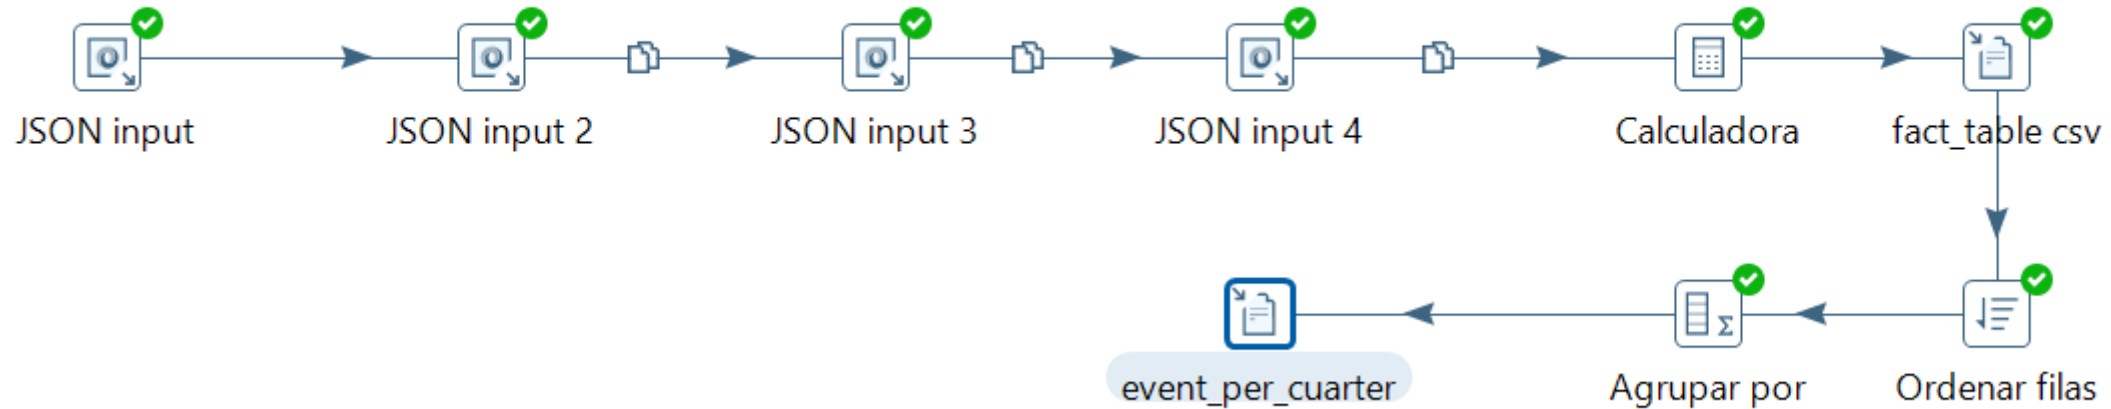 JSON input
JSON input 2
JSON input 3
JSON input 4
Calculadora
fact_table csv
event_per_cuarter
Agrupar por
Ordenar filas